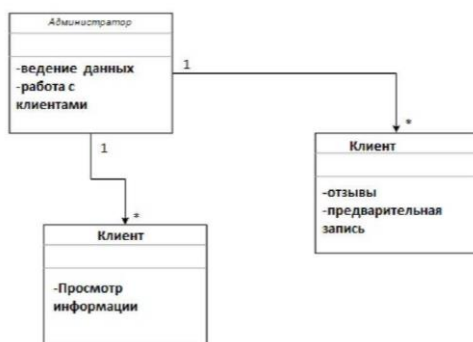 Администратор
-ведение данных
-работа с
клиентами
1
*
1
*
Клиент
-отзывы
-предварительная
запись
Клиент
-Просмотр
информации